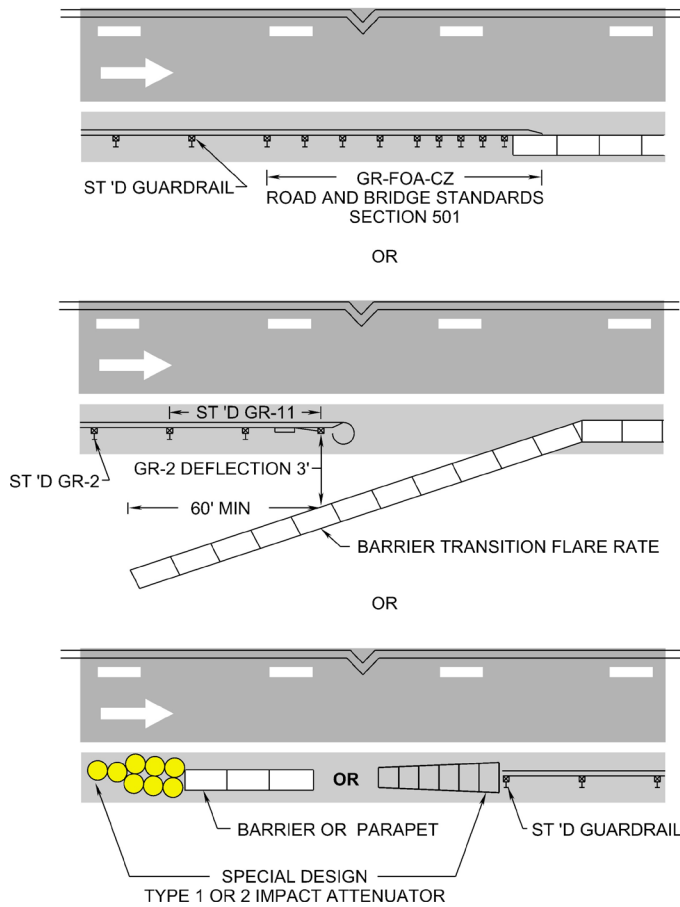 ST 'D GUARDRAIL
GR-FOA-CZ
ROAD AND BRIDGE STANDARDS
SECTION 501
OR
ST 'D GR-11
ST 'D GR-2
GR-2 DEFLECTION 3'
60' MIN
BARRIER TRANSITION FLARE RATE
OR
OR
BARRIER OR PARAPET
ST 'D GUARDRAIL
SPECIAL DESIGN
TYPE 1 OR 2 IMPACT ATTENUATOR